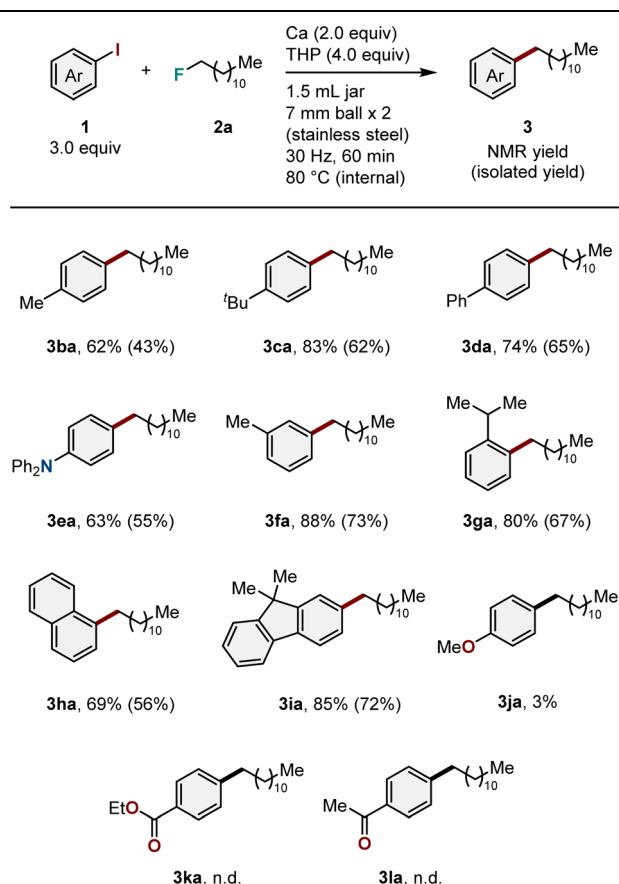 Ar
I
1
3.0 equiv
+
F
Me
10
2a
Ca (2.0 equiv)
THP (4.0 equiv)
1.5 mL jar
7 mm ball x 2
(stainless steel)
30 Hz, 60 min
80 °C (internal)
Ar
Me
10
3
NMR yield
(isolated yield)
Me
Me
10
3ba, 62% (43%)
tBu
Me
10
3ca, 83% (62%)
Ph
Me
10
3da, 74% (65%)
Ph2N
Me
10
3ea, 63% (55%)
Me
Me
10
3fa, 88% (73%)
Me
Me
Me
10
3ga, 80% (67%)
Me
10
3ha, 69% (56%)
Me
Me
Me
10
3ia, 85% (72%)
MeO
Me
10
3ja, 3%
EtO
O
Me
10
3ka, n.d.
Me
O
Me
10
3la, n.d.